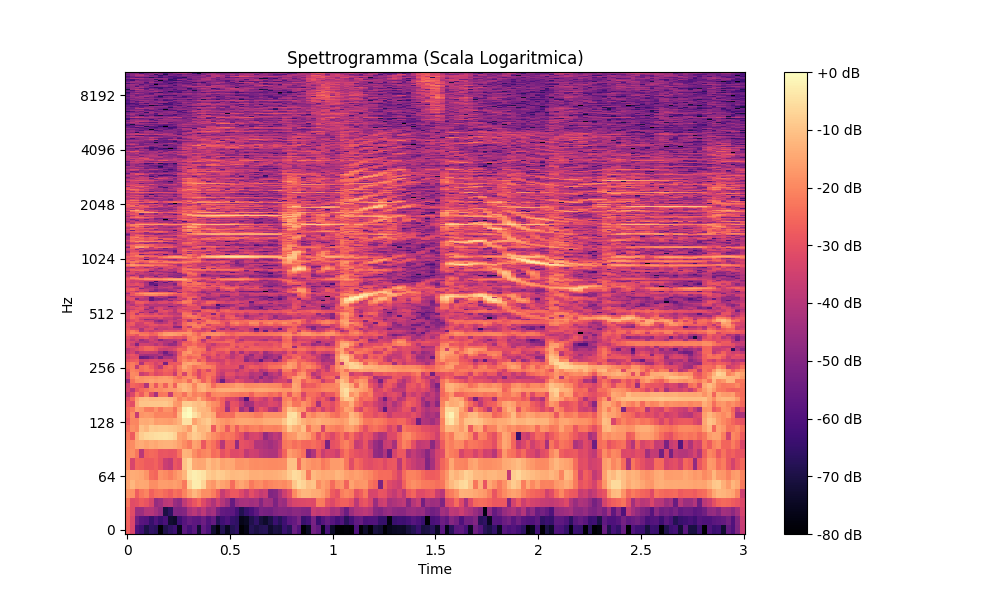 Spettrogramma (Scala Logaritmica)
Hz
8192
4096
2048
1024
512
256
128
64
0
0
0.5
1
1.5
2
2.5
3
Time
+0 dB
-10 dB
-20 dB
-30 dB
-40 dB
-50 dB
-60 dB
-70 dB
-80 dB